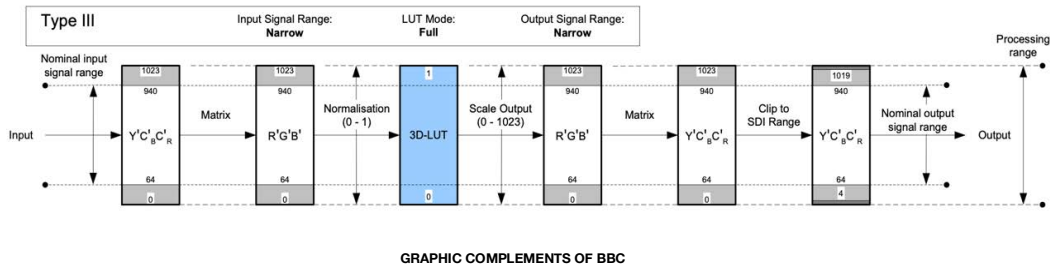 Type III
Input Signal Range:
Narrow
LUT Mode:
Full
Output Signal Range:
Narrow
Processing
range
Nominal input
signal range
1023
1023
1
1023
1023
1019
940
940
940
940
940
Input
Y'C'BC'R
Matrix
R'G'B'
Normalisation
(0 - 1)
3D-LUT
Scale Output
(0 - 1023)
R'G'B'
Matrix
Y'C'BC'R
Clip to
SDI Range
Y'C'BC'R
Nominal output
signal range
Output
64
64
64
64
64
0
0
0
0
0
4
GRAPHIC COMPLEMENTS OF BBC